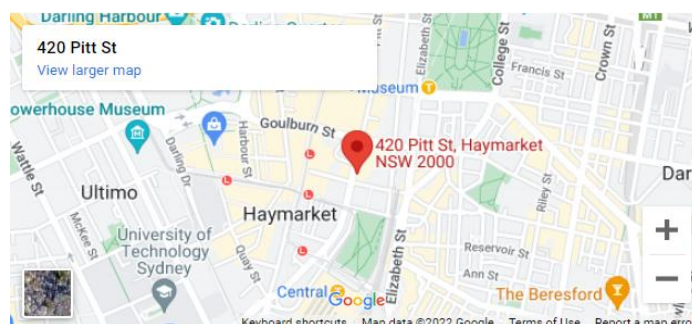 Darling Harbour
420 Pitt St
View larger map
Museum
Elizabeth St
College St
Francis St
Crown St
M1
owerhouse Museum
Goulburn St
Harbour St
420 Pitt St, Haymarket
NSW 2000
Wattle St
Darling Dr
Dar
Ultimo
Haymarket
Riley St
McKee St
University of
Technology
Sydney
Quay St
Elizabeth St
Reservoir St
Ann St
Central
Google
The Beresford
Keyboard shortcuts Map data ©2022 Google Terms of Use Report a map erro